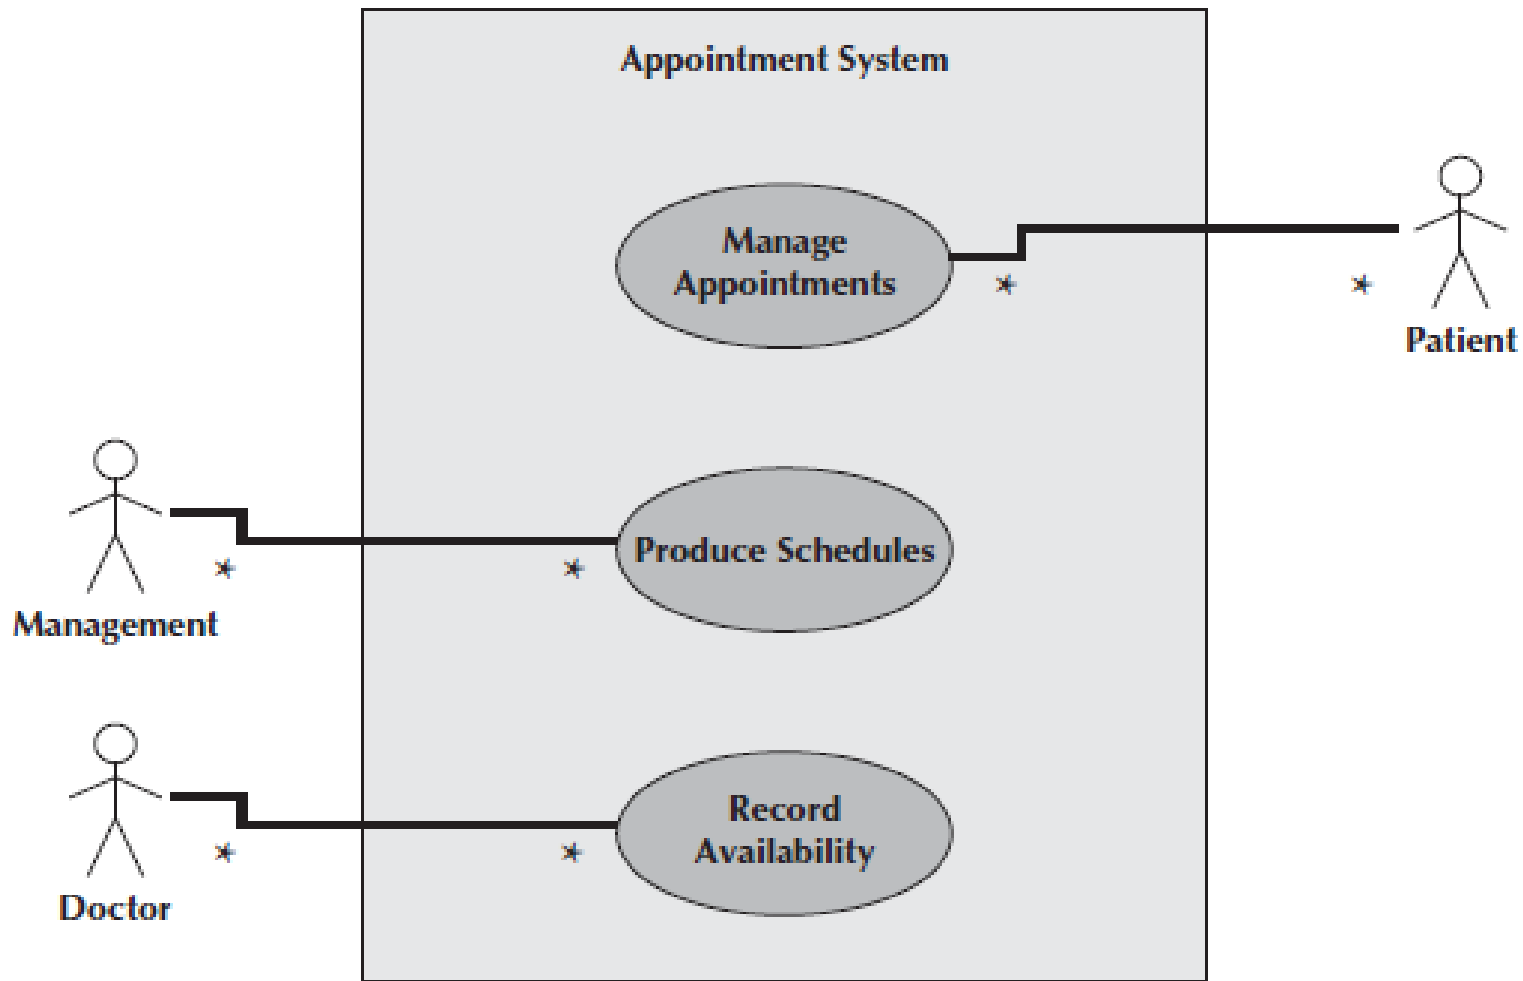 Appointment System
Manage
Appointments
*
*
Patient
Produce Schedules
*
*
Management
Record
Availability
*
*
Doctor